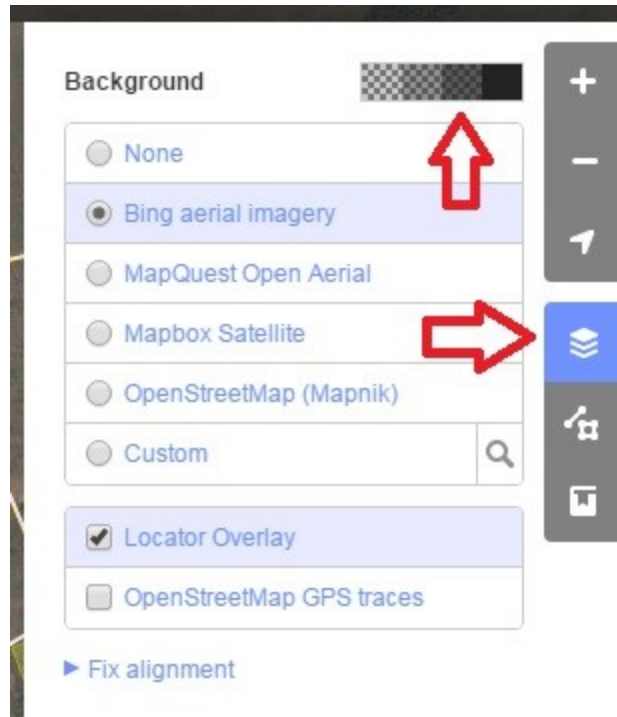 Background
None
Bing aerial imagery
MapQuest Open Aerial
Mapbox Satellite
OpenStreetMap (Mapnik)
Custom
Locator Overlay
OpenStreetMap GPS traces
Fix alignment